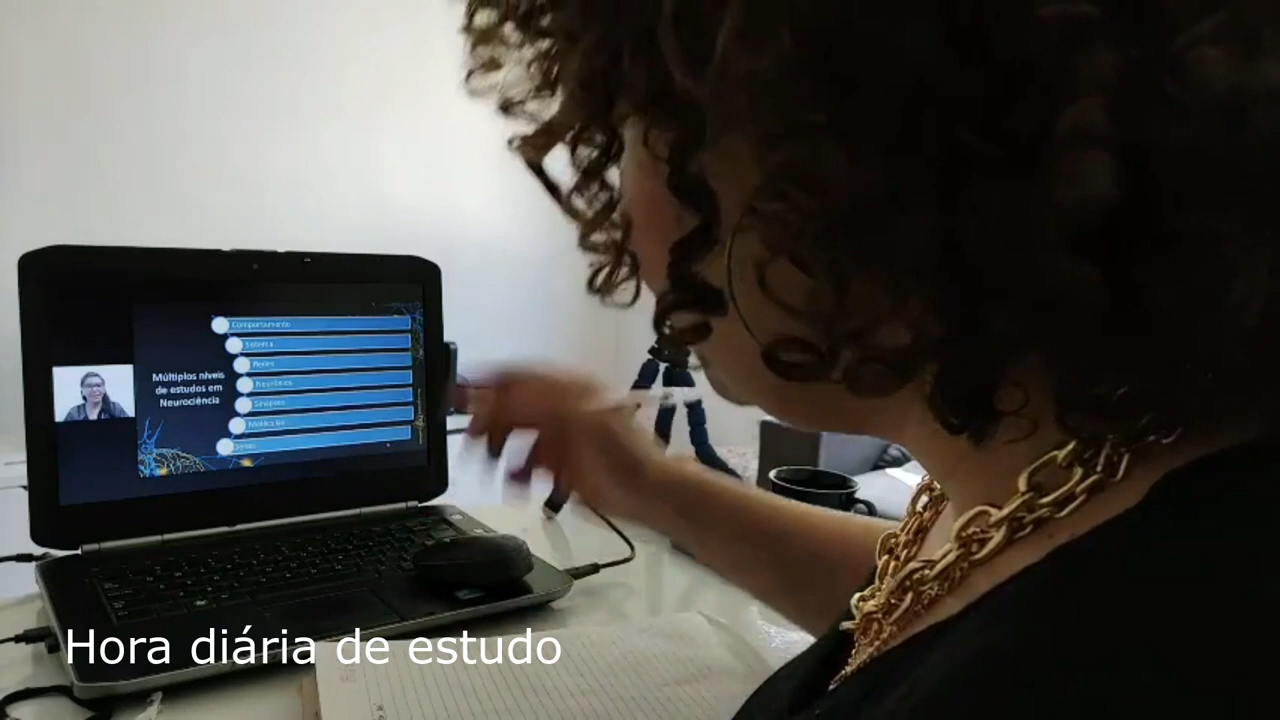 Múltiplos níveis
de estudos em
Neurociência
Comportamento
Sistema
Redes
Neurônios
Sinapses
Moléculas
Genes
Hora diária de estudo